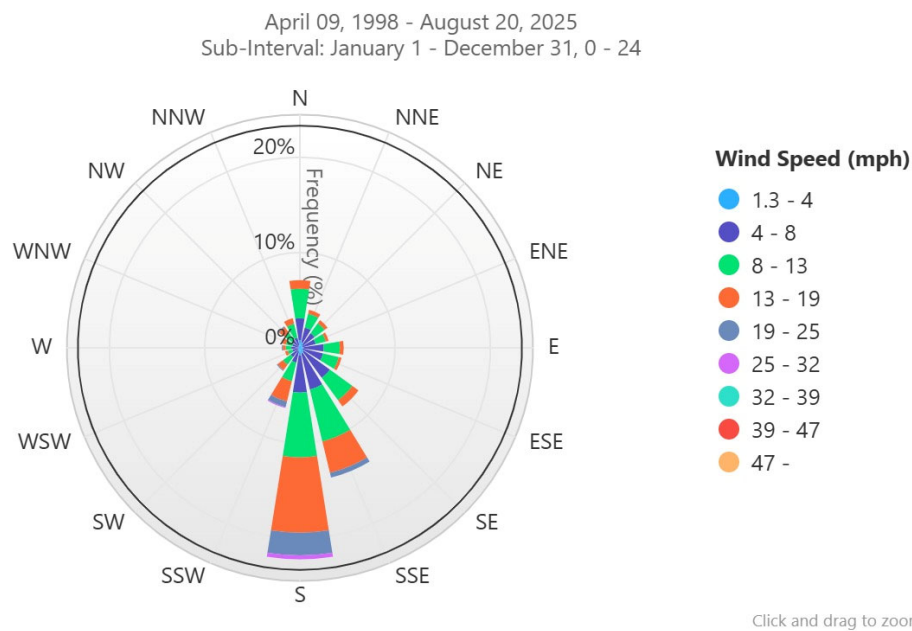 April 09, 1998 - August 20, 2025
Sub-Interval: January 1 - December 31, 0 - 24
N
NNE
NE
ENE
E
ESE
SE
SSE
S
SSW
SW
WSW
W
WNW
NW
NNW
20%
10%
0%
Frequency (%)
Wind Speed (mph)
1.3 - 4
4 - 8
8 - 13
13 - 19
19 - 25
25 - 32
32 - 39
39 - 47
47 -
Click and drag to zoor